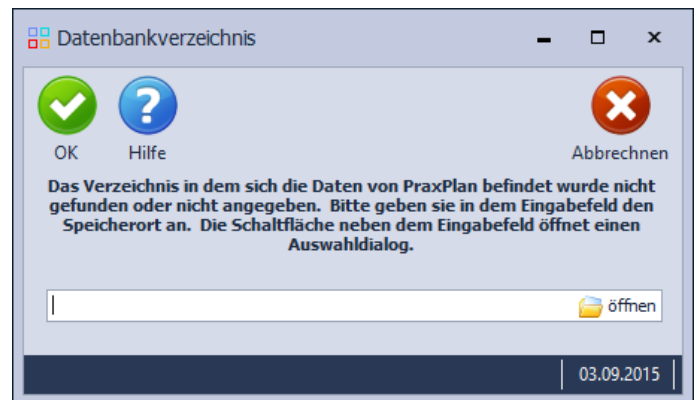 Datenbankverzeichnis
OK
Hilfe
Abbrechnen
Das Verzeichnis in dem sich die Daten von PraxPlan befindet wurde nicht
gefunden oder nicht angegeben. Bitte geben sie in dem Eingabefeld den
Speicherort an. Die Schaltfläche neben dem Eingabefeld öffnet einen
Auswahldialog.
öffnen
03.09.2015